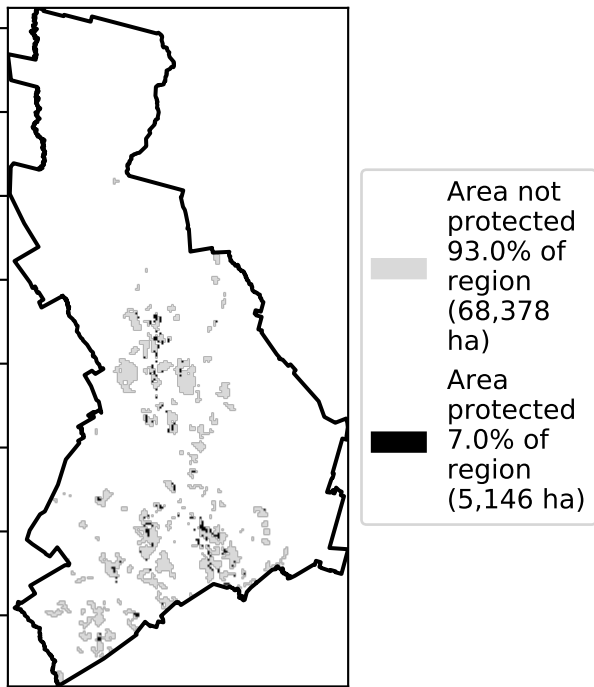 Area not
protected
93.0% of
region
(68,378
ha)
Area
protected
7.0% of
region
(5,146 ha)